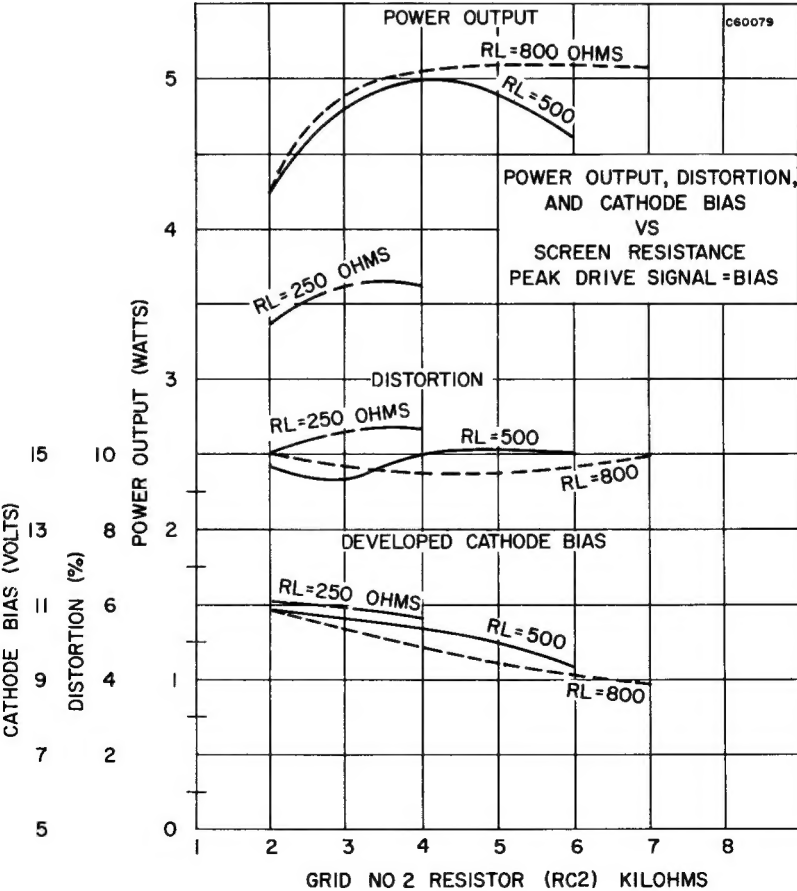 POWER OUTPUT
C60079
RL=800 OHMS
RL=500
POWER OUTPUT, DISTORTION,
AND CATHODE BIAS
VS
SCREEN RESISTANCE
PEAK DRIVE SIGNAL=BIAS
RL=250 OHMS
DISTORTION
RL=250 OHMS
RL=500
RL=800
DEVELOPED CATHODE BIAS
RL=250 OHMS
RL=500
RL=800
CATHODE BIAS (VOLTS)
15
13
11
9
7
5
DISTORTION (%)
10
8
6
4
2
POWER OUTPUT (WATTS)
5
4
3
2
1
0
1 2 3 4 5 6 7 8
GRID NO 2 RESISTOR (RC2) KILOHMS